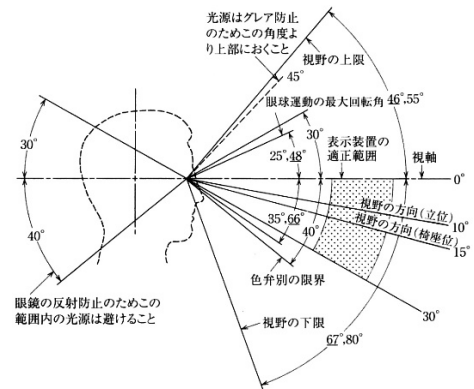 光源はグレア防止
のためこの角度よ
り上部におくこと
視野の上限
45°
眼球運動の最大回転角
46°,55°
30°
30°
表示装置の
適正範囲
視軸
25°,48°
0°
視野の方向(立位)
10°
視野の方向(椅座位)
15°
35°,66°
40°
40°
色弁別の限界
30°
眼鏡の反射防止のためこの
範囲内の光源は避けること
視野の下限
67°,80°